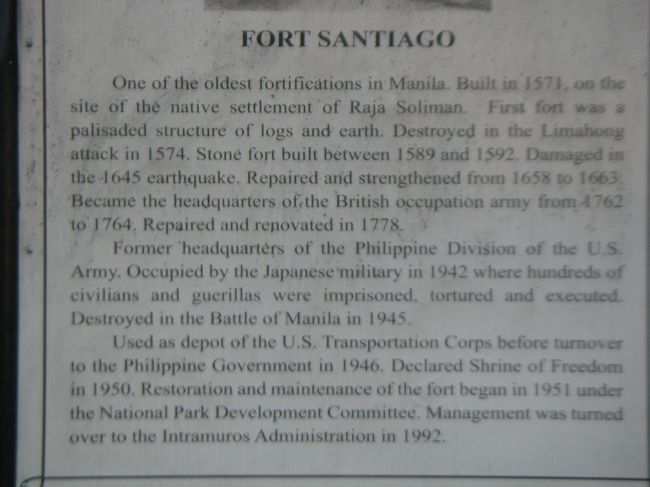 FORT SANTIAGO
One of the oldest fortifications in Manila. Built in 1571, on the
site of the native settlement of Raja Soliman. First fort was a
palisaded structure of logs and earth. Destroyed in the Limahong
attack in 1574. Stone fort built between 1589 and 1592. Damaged in
the 1645 earthquake. Repaired and strengthened from 1658 to 1663.
Became the headquarters of the British occupation army from 1762
to 1764. Repaired and renovated in 1778.
Former headquarters of the Philippine Division of the U.S.
Army. Occupied by the Japanese military in 1942 where hundreds of
civilians and guerillas were imprisoned, tortured and executed.
Destroyed in the Battle of Manila in 1945.
Used as depot of the U.S. Transportation Corps before turnover
to the Philippine Government in 1946. Declared Shrine of Freedom
in 1950. Restoration and maintenance of the fort began in 1951 under
the National Park Development Committee. Management was turned
over to the Intramuros Administration in 1992.